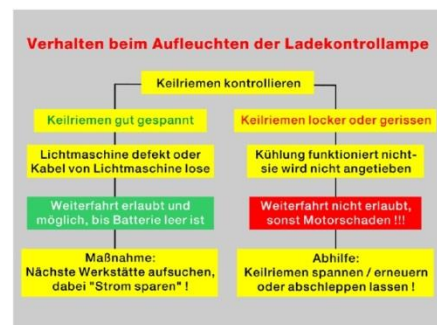 Verhalten beim Aufleuchten der Ladekontrollampe
Keilriemen kontrollieren
Keilriemen gut gespannt
Keilriemen locker oder gerissen
Lichtmaschine defekt oder
Kabel von Lichtmaschine lose
Kühlung funktioniert nicht-
sie wird nicht angetieben
Weiterfahrt erlaubt und
möglich, bis Batterie leer ist
Weiterfahrt nicht erlaubt,
sonst Motorschaden !!!
Maßnahme:
Nächste Werkstätte aufsuchen,
dabei "Strom sparen" !
Abhilfe:
Keilriemen spannen / erneuern
oder abschleppen lassen !